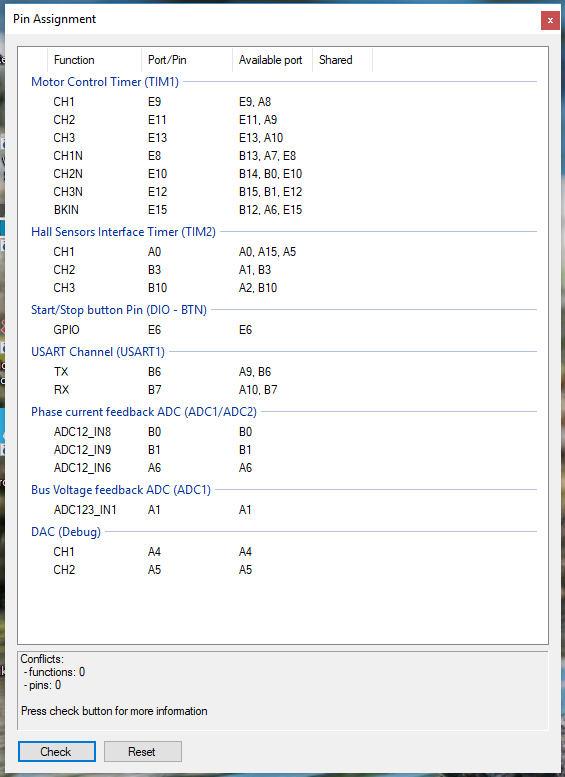 Pin Assignment
x
Function Port/Pin Available port Shared
Motor Control Timer (TIM1)
CH1 E9 E9, A8
CH2 E11 E11, A9
CH3 E13 E13, A10
CH1N E8 B13, A7, E8
CH2N E10 B14, B0, E10
CH3N E12 B15, B1, E12
BKIN E15 B12, A6, E15
Hall Sensors Interface Timer (TIM2)
CH1 A0 A0, A15, A5
CH2 B3 A1, B3
CH3 B10 A2, B10
Start/Stop button Pin (DIO - BTN)
GPIO E6 E6
USART Channel (USART1)
TX B6 A9, B6
RX B7 A10, B7
Phase current feedback ADC (ADC1/ADC2)
ADC12_IN8 B0 B0
ADC12_IN9 B1 B1
ADC12_IN6 A6 A6
Bus Voltage feedback ADC (ADC1)
ADC123_IN1 A1 A1
DAC (Debug)
CH1 A4 A4
CH2 A5 A5
Conflicts:
- functions: 0
- pins: 0
Press check button for more information
Check Reset